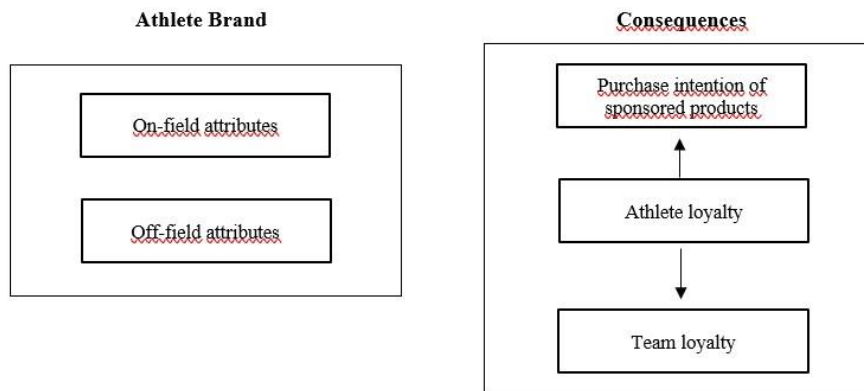 Athlete Brand
On-field attributes
Off-field attributes
Consequences
Purchase intention of
sponsored products
Athlete loyalty
Team loyalty